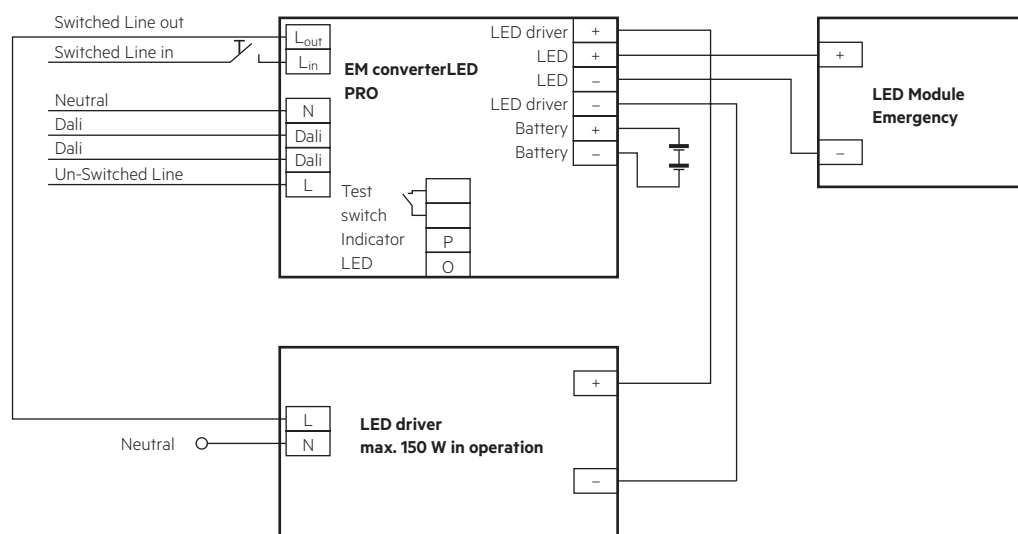 Switched Line out
Switched Line in
Neutral
Dali
Dali
Un-Switched Line
Lout
Lin
N
Dali
Dali
L
EM converterLED
PRO
Test
switch
Indicator
LED
P
O
LED driver +
LED +
LED –
LED driver –
Battery +
Battery –
+
–
LED Module
Emergency
Neutral
L
N
LED driver
max. 150 W in operation
+
–